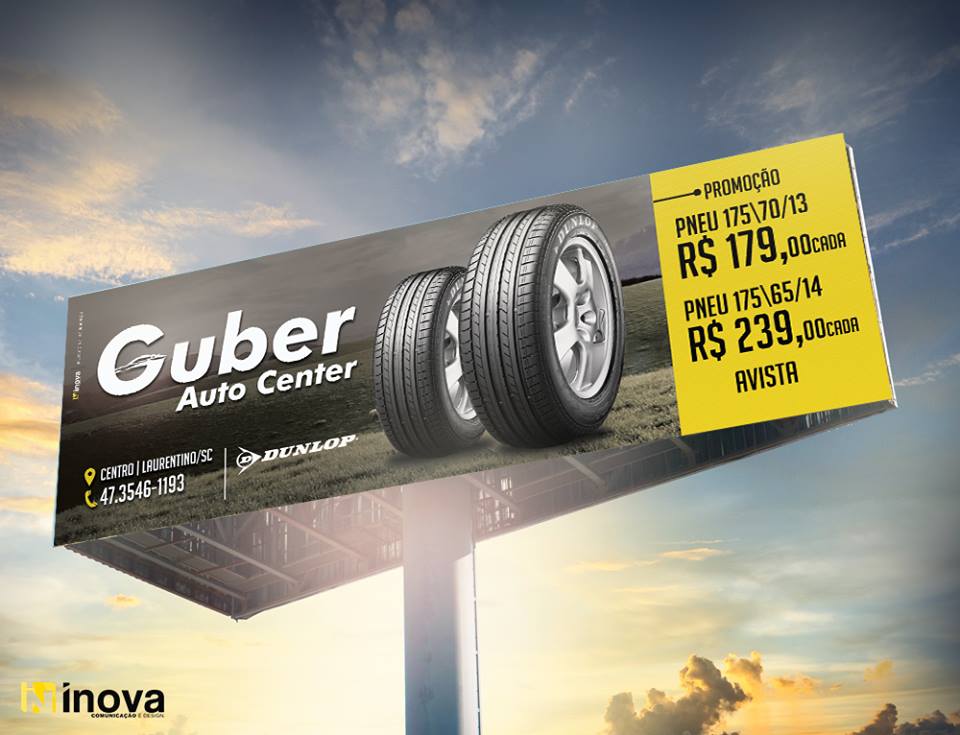 PROMOÇÃO
PNEU 175\70/13
R$ 179,00CADA
PNEU 175\65/14
R$ 239,00CADA
AVISTA
Guber
Auto Center
CENTRO | LAURENTINO/SC
47.3546-1193
DUNLOP
DUNLOP
inova
inova
COMUNICAÇÃO E DESIGN